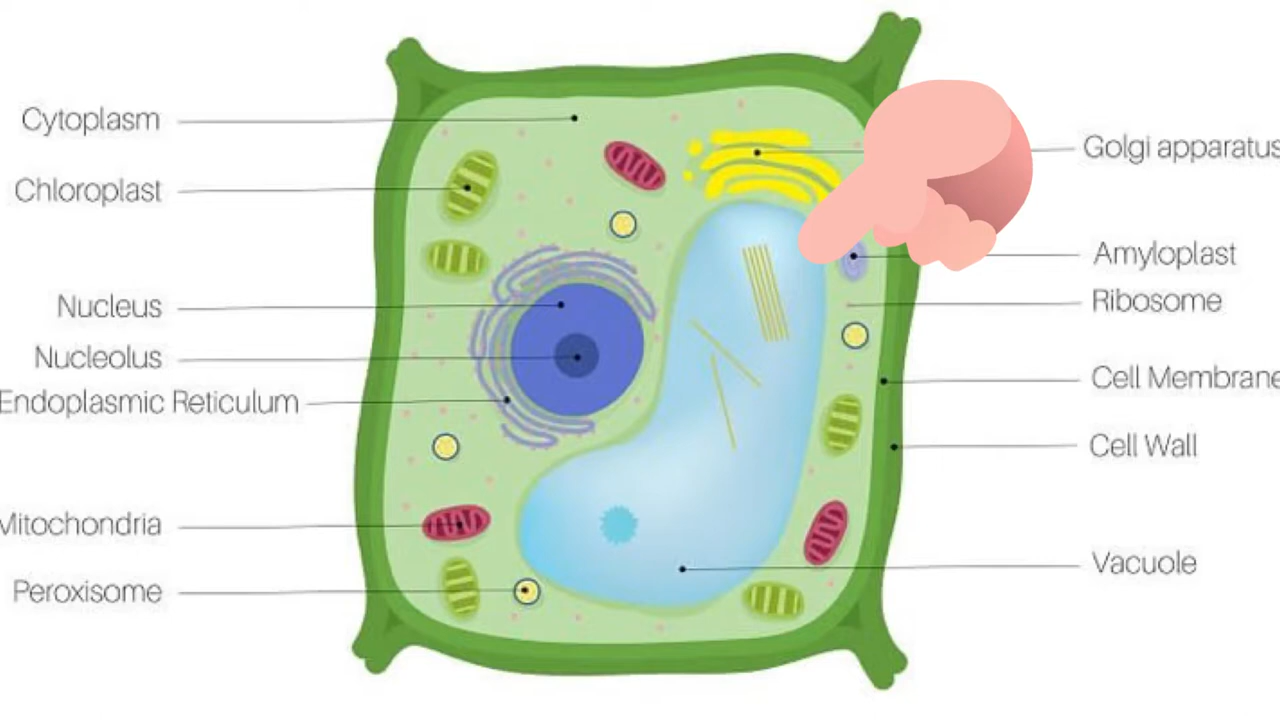 Cytoplasm
Chloroplast
Nucleus
Nucleolus
Endoplasmic Reticulum
Mitochondria
Peroxisome
Golgi apparatus
Amyloplast
Ribosome
Cell Membrane
Cell Wall
Vacuole